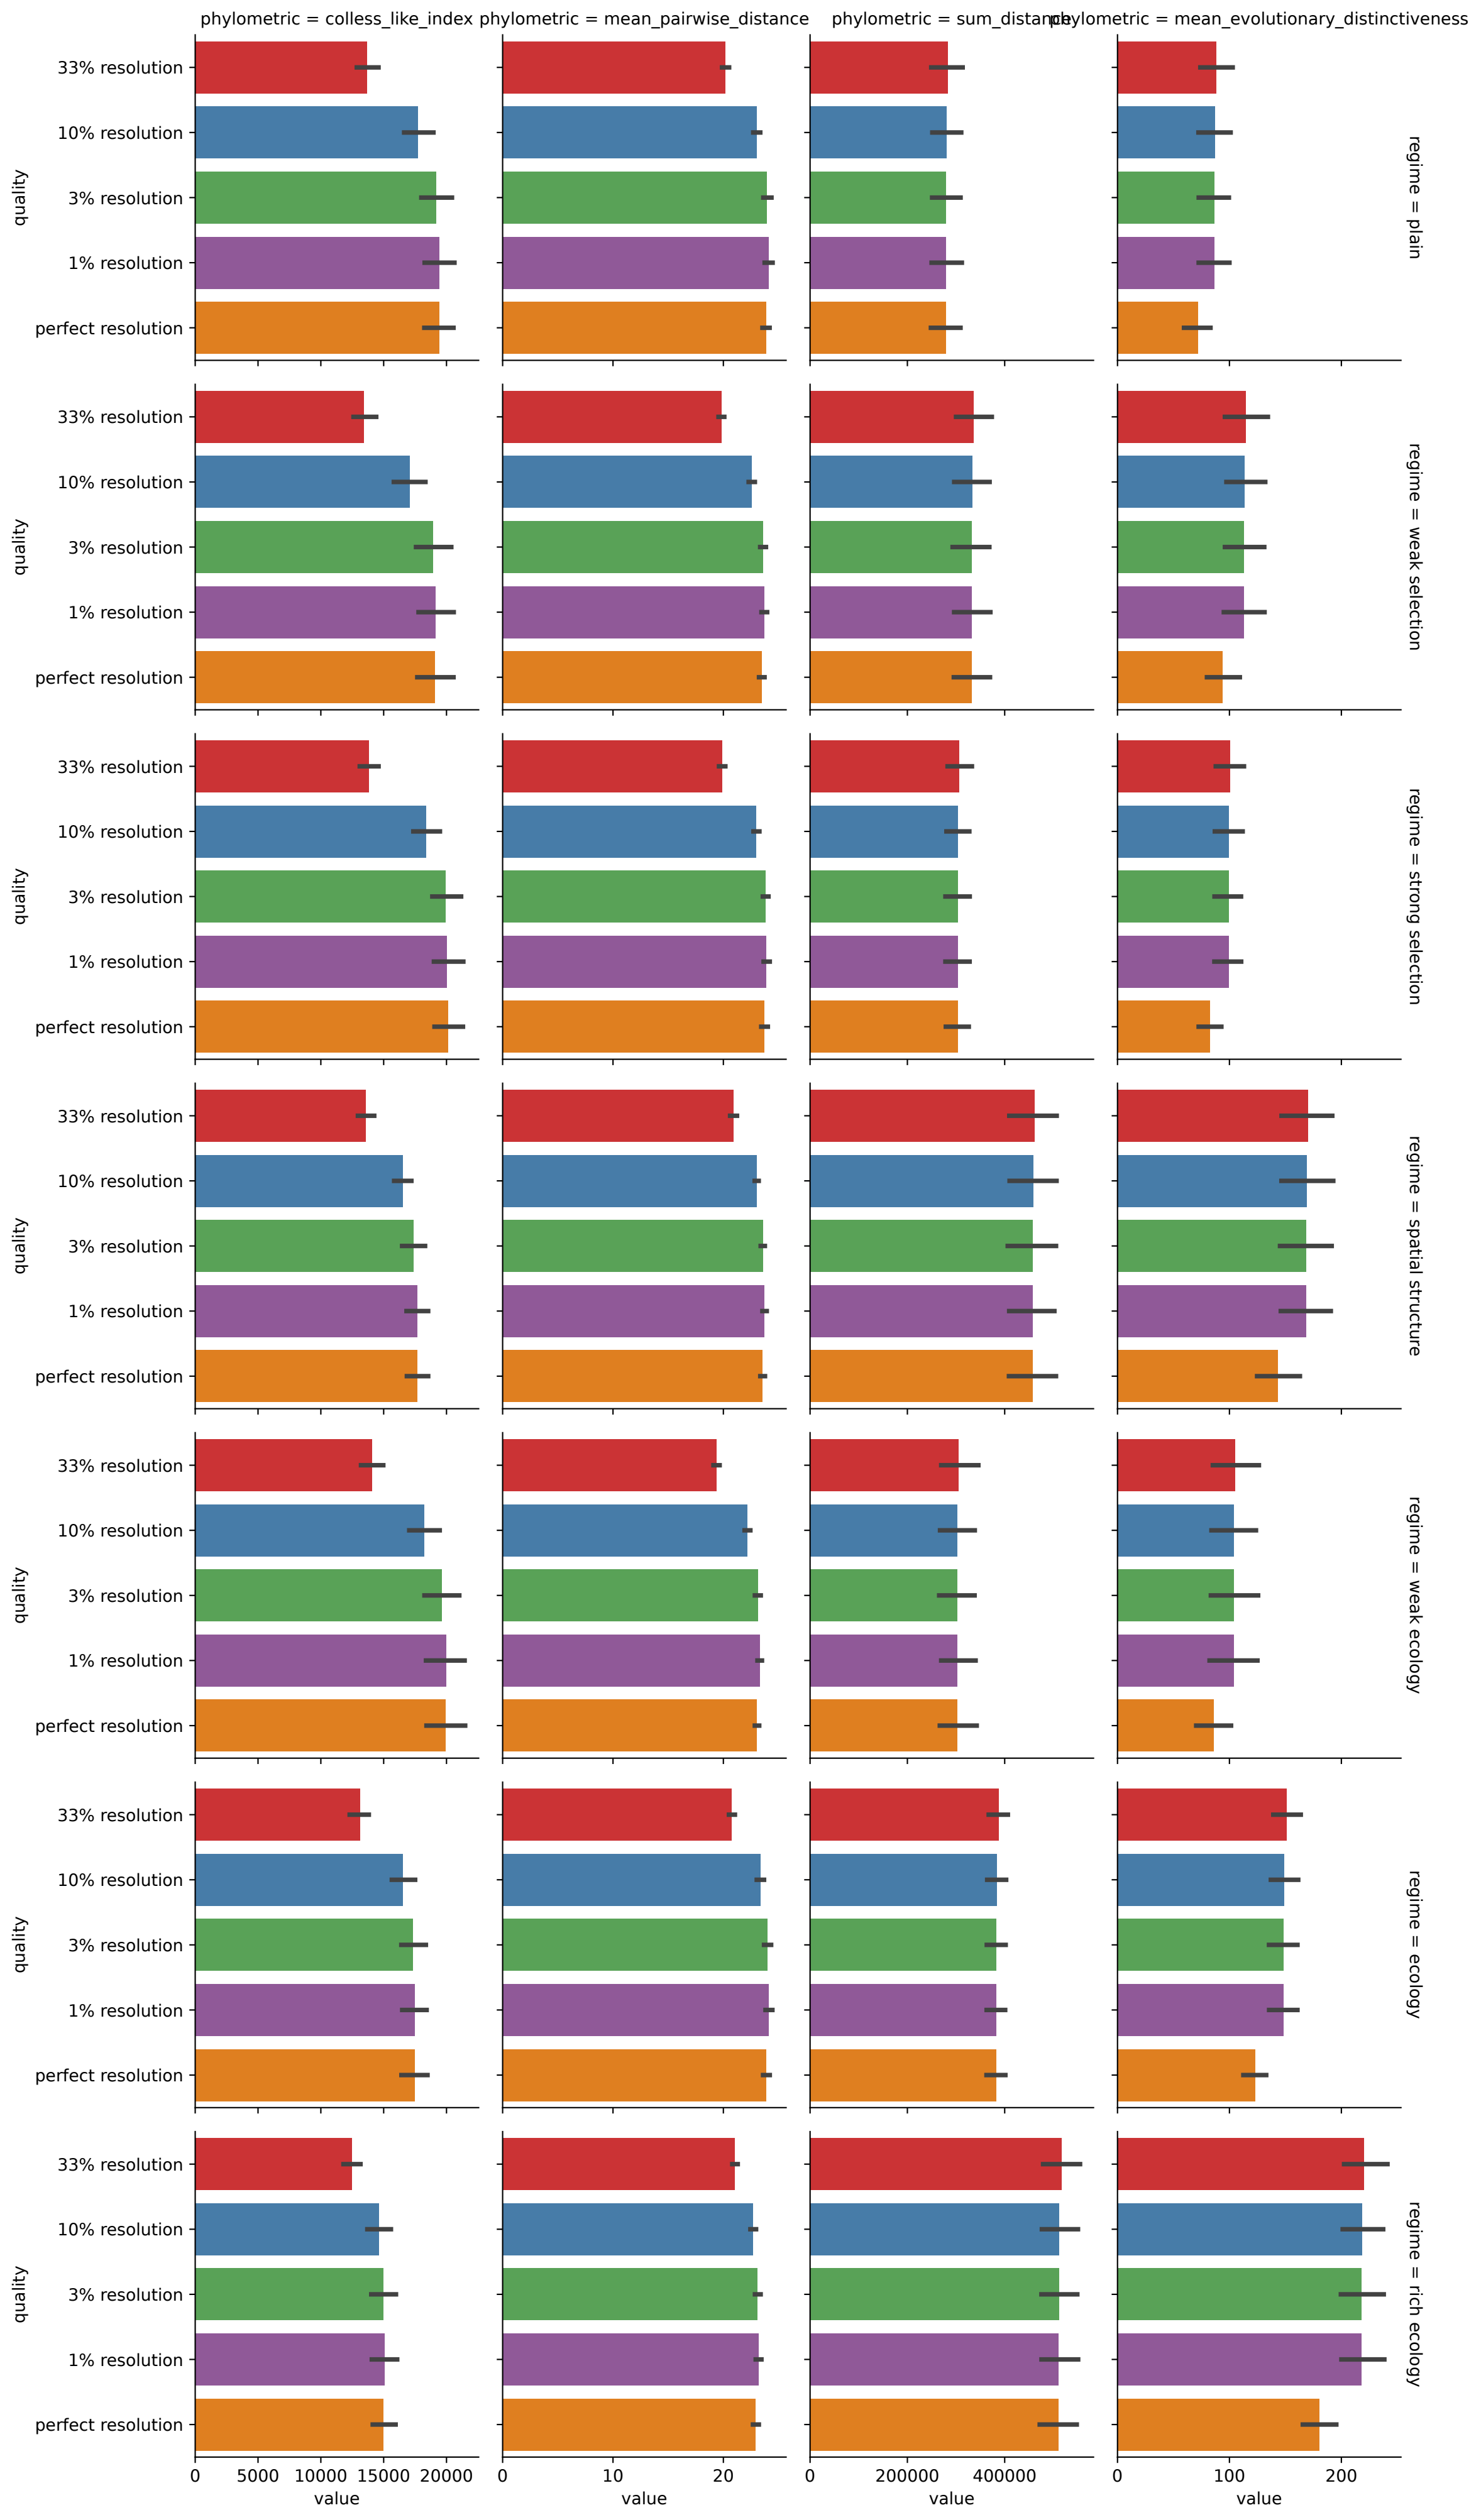 phylometric = colless_like_index
phylometric = mean_pairwise_distance
phylometric = sum_distance
phylometric = mean_evolutionary_distinctiveness
33% resolution
10% resolution
3% resolution
1% resolution
perfect resolution
quality
regime = plain
33% resolution
10% resolution
3% resolution
1% resolution
perfect resolution
quality
regime = weak selection
33% resolution
10% resolution
3% resolution
1% resolution
perfect resolution
quality
regime = strong selection
33% resolution
10% resolution
3% resolution
1% resolution
perfect resolution
quality
regime = spatial structure
33% resolution
10% resolution
3% resolution
1% resolution
perfect resolution
quality
regime = weak ecology
33% resolution
10% resolution
3% resolution
1% resolution
perfect resolution
quality
regime = ecology
33% resolution
10% resolution
3% resolution
1% resolution
perfect resolution
quality
regime = rich ecology
0 5000 10000 15000 20000
value
0 10 20
value
0 200000 400000
value
0 100 200
value